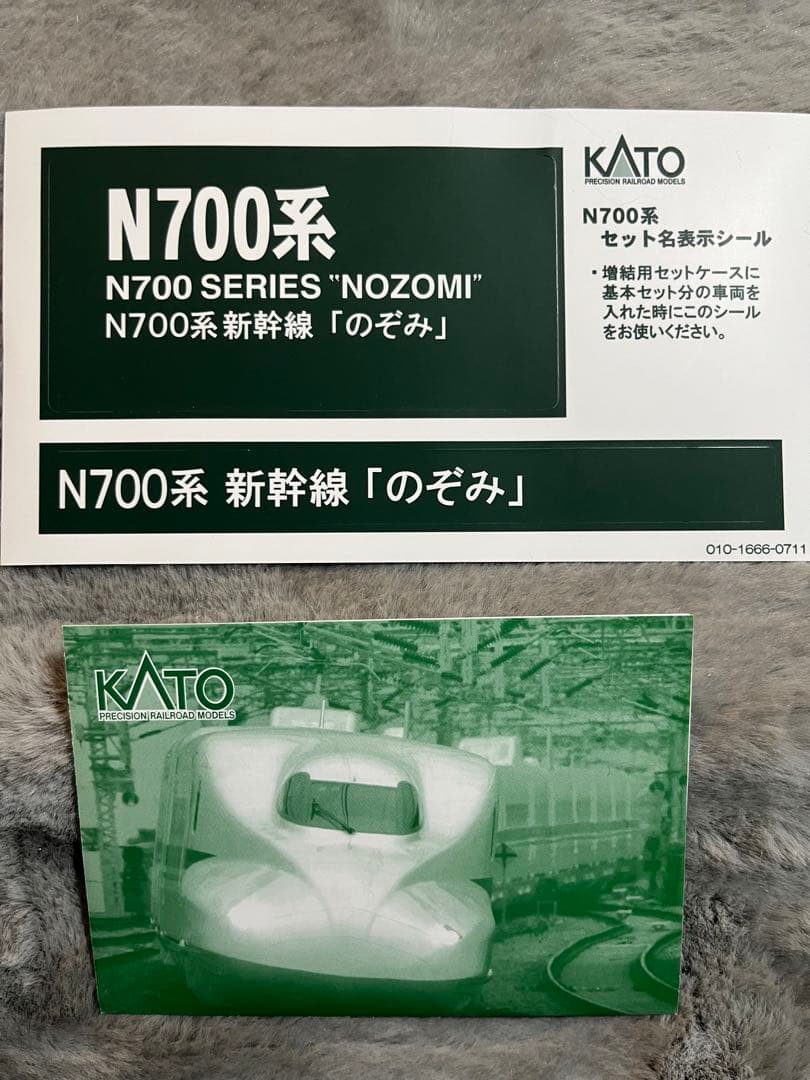 N700系
N700 SERIES "NOZOMI"
N700系 新幹線「のぞみ」
KATO
PRECISION RAILROAD MODELS
N700系
セット名表示シール
・増結用セットケースに
基本セット分の車両を
入れた時にこのシール
をお使いください。
N700系 新幹線「のぞみ」
010-1666-0711
KATO
PRECISION RAILROAD MODELS